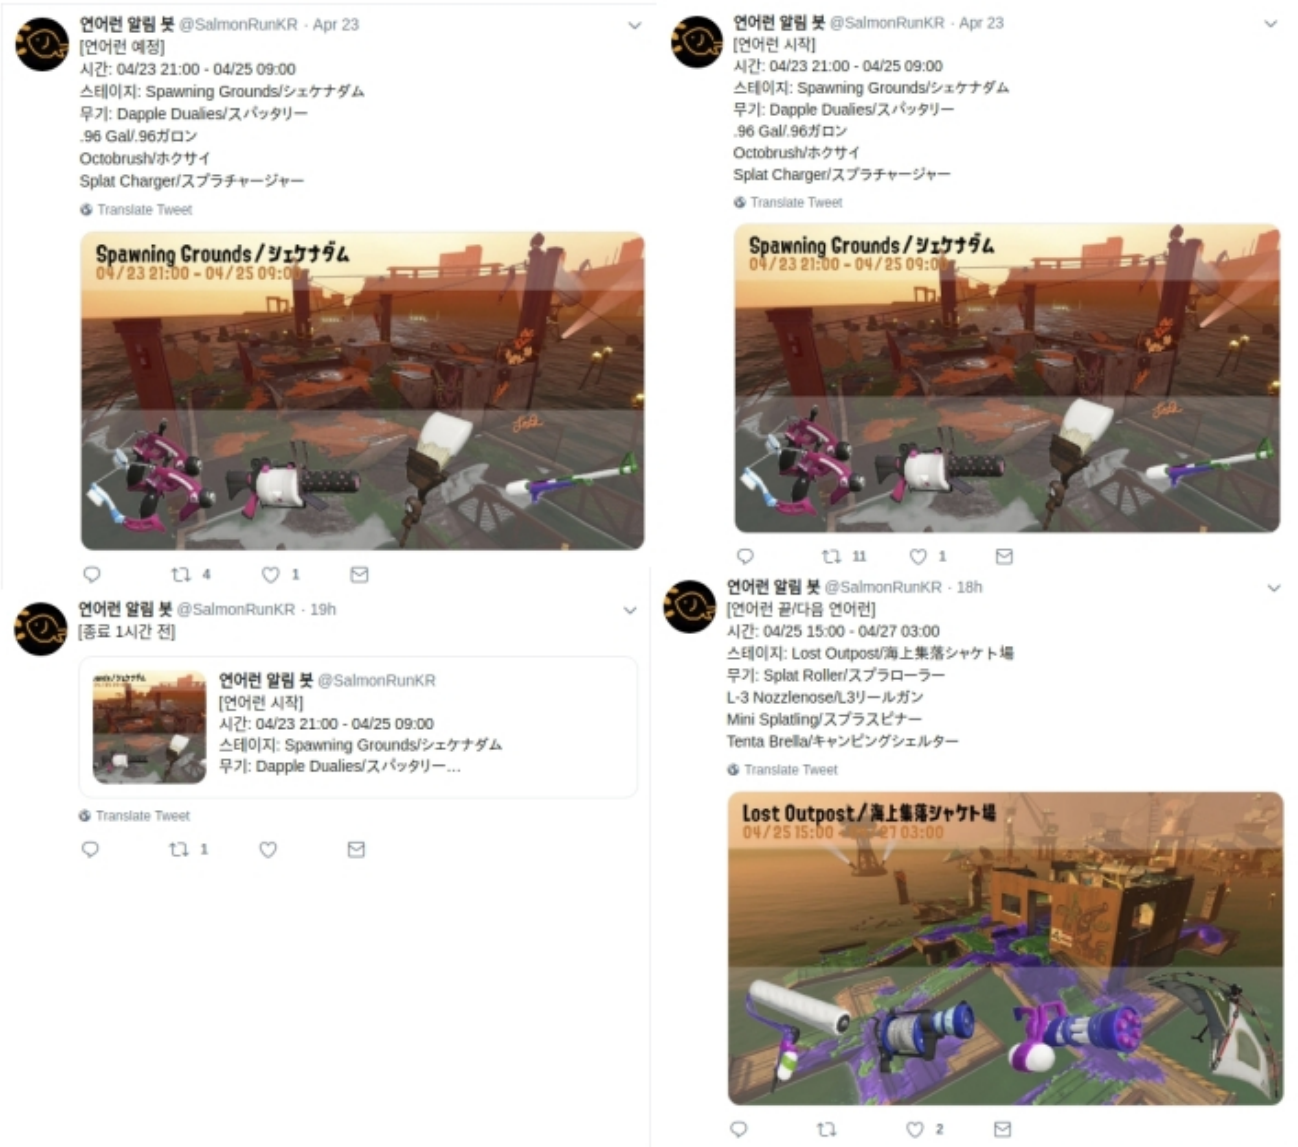 연어런 알림 봇 @SalmonRunKR · Apr 23
[연어런 예정]
시간: 04/23 21:00 - 04/25 09:00
스테이지: Spawning Grounds/シェケナダム
무기: Dapple Dualies/スパッタリー
.96 Gal/.96ガロン
Octobrush/ホクサイ
Splat Charger/スプラチャージャー
Translate Tweet
Spawning Grounds/シェケナダム
04/23 21:00 - 04/25 09:00
4 1
연어런 알림 봇 @SalmonRunKR · Apr 23
[연어런 시작]
시간: 04/23 21:00 - 04/25 09:00
스테이지: Spawning Grounds/シェケナダム
무기: Dapple Dualies/スパッタリー
.96 Gal/.96ガロン
Octobrush/ホクサイ
Splat Charger/スプラチャージャー
Translate Tweet
Spawning Grounds/シェケナダム
04/23 21:00 - 04/25 09:00
11 1
연어런 알림 봇 @SalmonRunKR · 19h
[종료 1시간 전]
연어런 알림 봇 @SalmonRunKR
[연어런 시작]
시간: 04/23 21:00 - 04/25 09:00
스테이지: Spawning Grounds/シェケナダム
무기: Dapple Dualies/スパッタリー...
Translate Tweet
1
연어런 알림 봇 @SalmonRunKR · 18h
[연어런 끝/다음 연어런]
시간: 04/25 15:00 - 04/27 03:00
스테이지: Lost Outpost/海上集落シャケト場
무기: Splat Roller/スプラローラー
L-3 Nozzlenose/L3リールガン
Mini Splatling/スプラスピナー
Tenta Brella/キャンピングシェルター
Translate Tweet
Lost Outpost/海上集落シャケト場
04/25 15:00 27 03:00
2